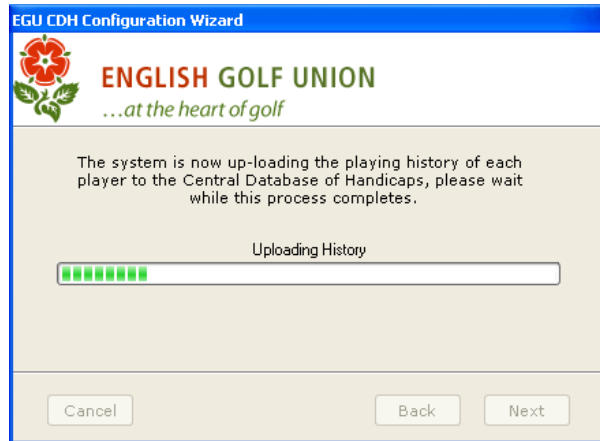 EGU CDH Configuration Wizard
ENGLISH GOLF UNION
...at the heart of golf
The system is now up-loading the playing history of each
player to the Central Database of Handicaps, please wait
while this process completes.
Uploading History
Cancel Back Next